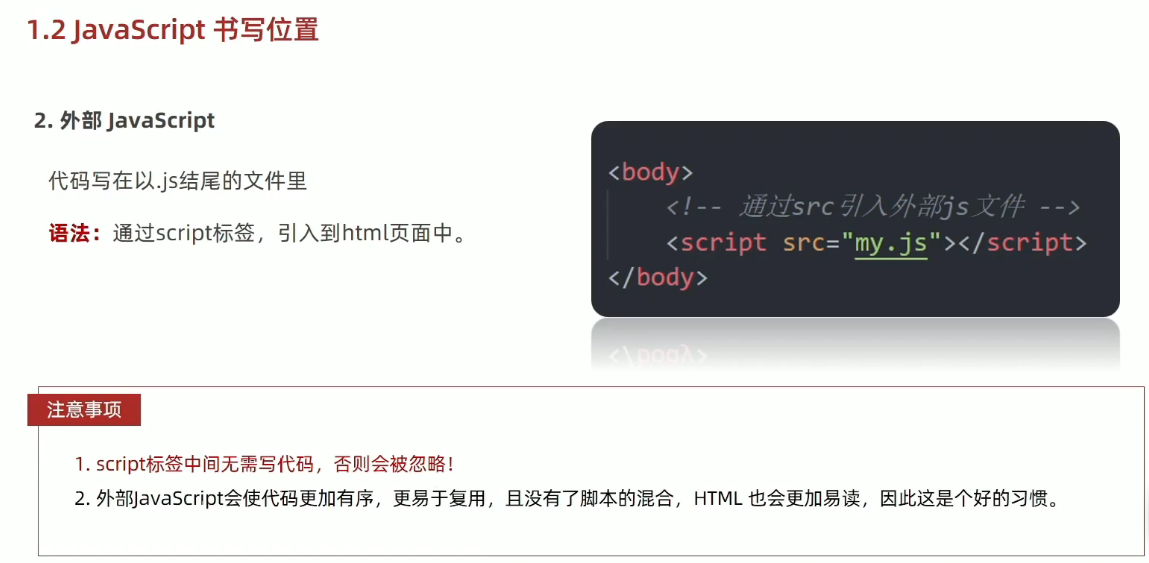 1.2 JavaScript 书写位置
2. 外部 JavaScript
代码写在以.js结尾的文件里
语法：通过script标签，引入到html页面中。
<body>
<!-- 通过src引入外部js文件 -->
<script src="my.js"></script>
</body>
注意事项
1. script标签中间无需写代码，否则会被忽略！
2. 外部JavaScript会使代码更加有序，更易于复用，且没有了脚本的混合，HTML 也会更加易读，因此这是个好的习惯。